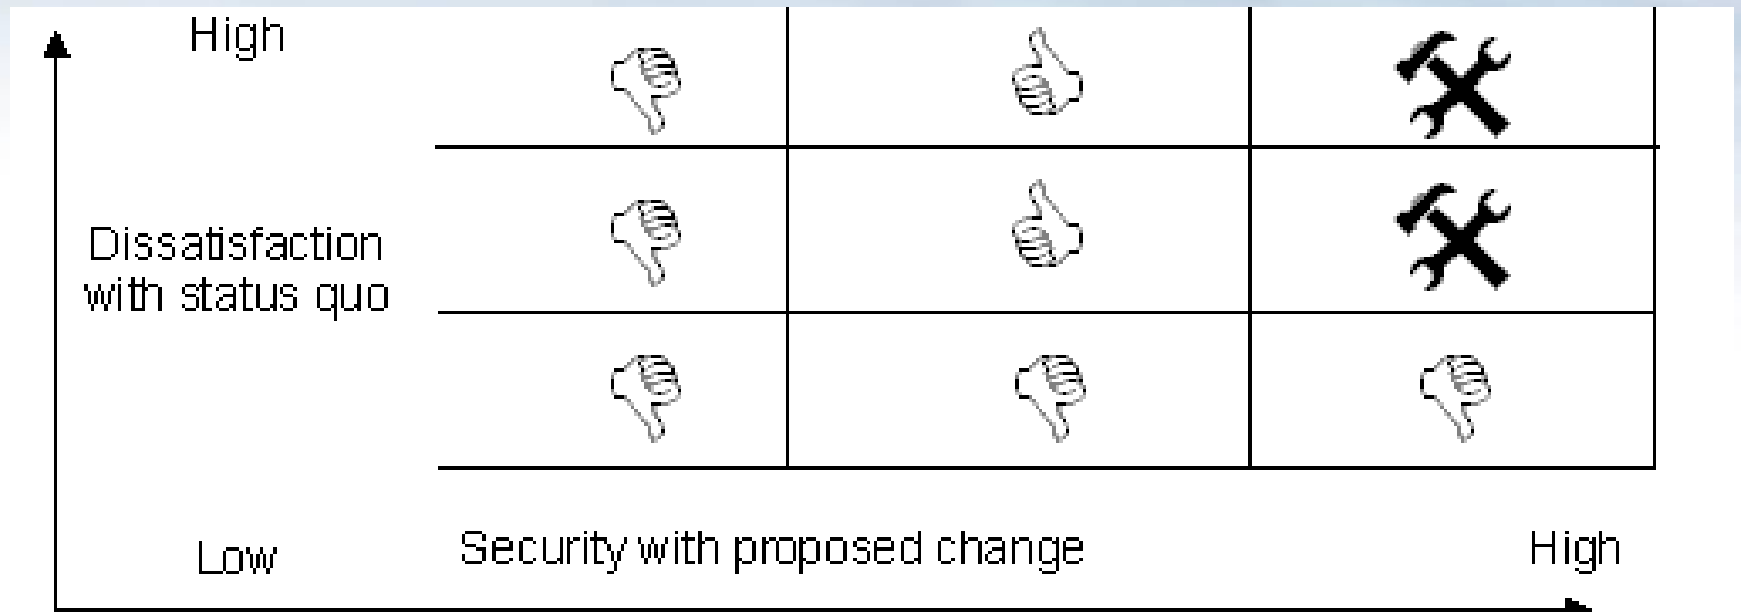 High
Dissatisfaction
with status quo
Low
Security with proposed change
High